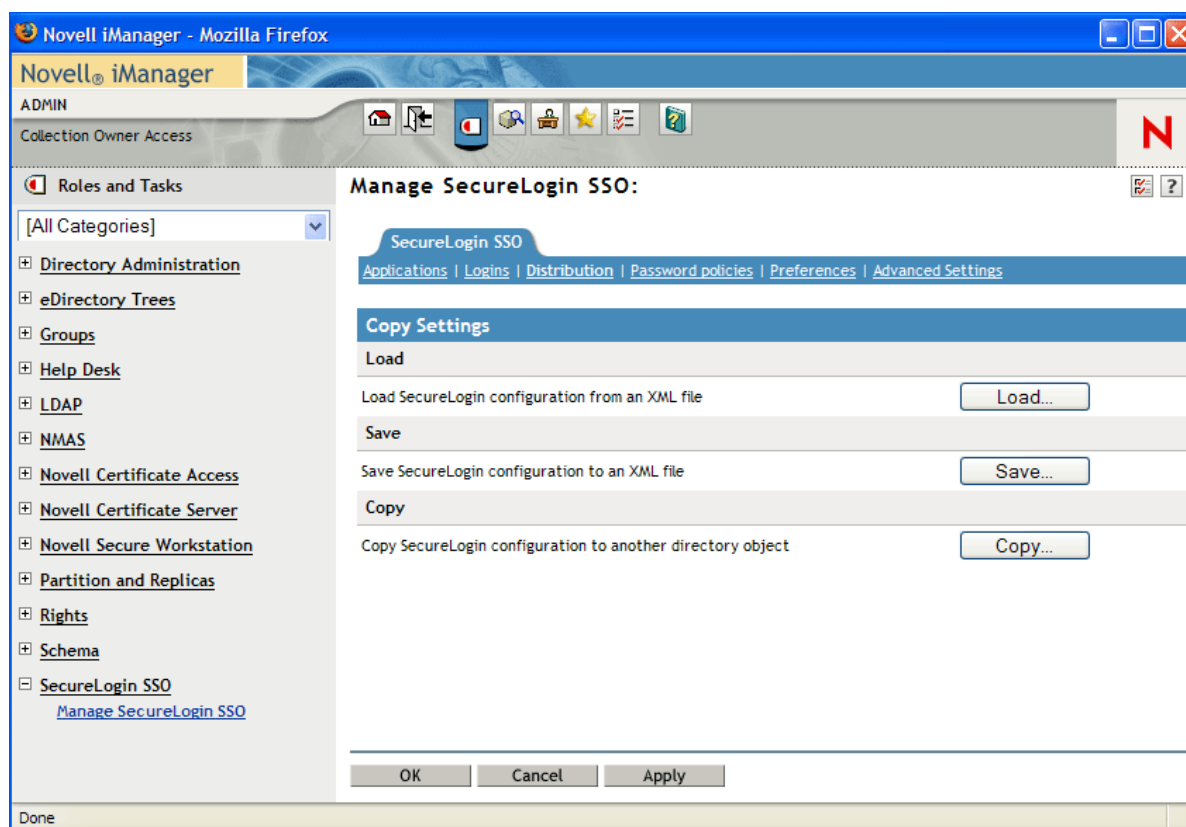 Novell iManager - Mozilla Firefox
Novell® iManager
ADMIN
Collection Owner Access
N
Roles and Tasks
[All Categories]
Directory Administration
eDirectory Trees
Groups
Help Desk
LDAP
NMAS
Novell Certificate Access
Novell Certificate Server
Novell Secure Workstation
Partition and Replicas
Rights
Schema
SecureLogin SSO
Manage SecureLogin SSO
Manage SecureLogin SSO:
?
SecureLogin SSO
Applications | Logins | Distribution | Password policies | Preferences | Advanced Settings
Copy Settings
Load
Load SecureLogin configuration from an XML file
Load...
Save
Save SecureLogin configuration to an XML file
Save...
Copy
Copy SecureLogin configuration to another directory object
Copy...
OK
Cancel
Apply
Done